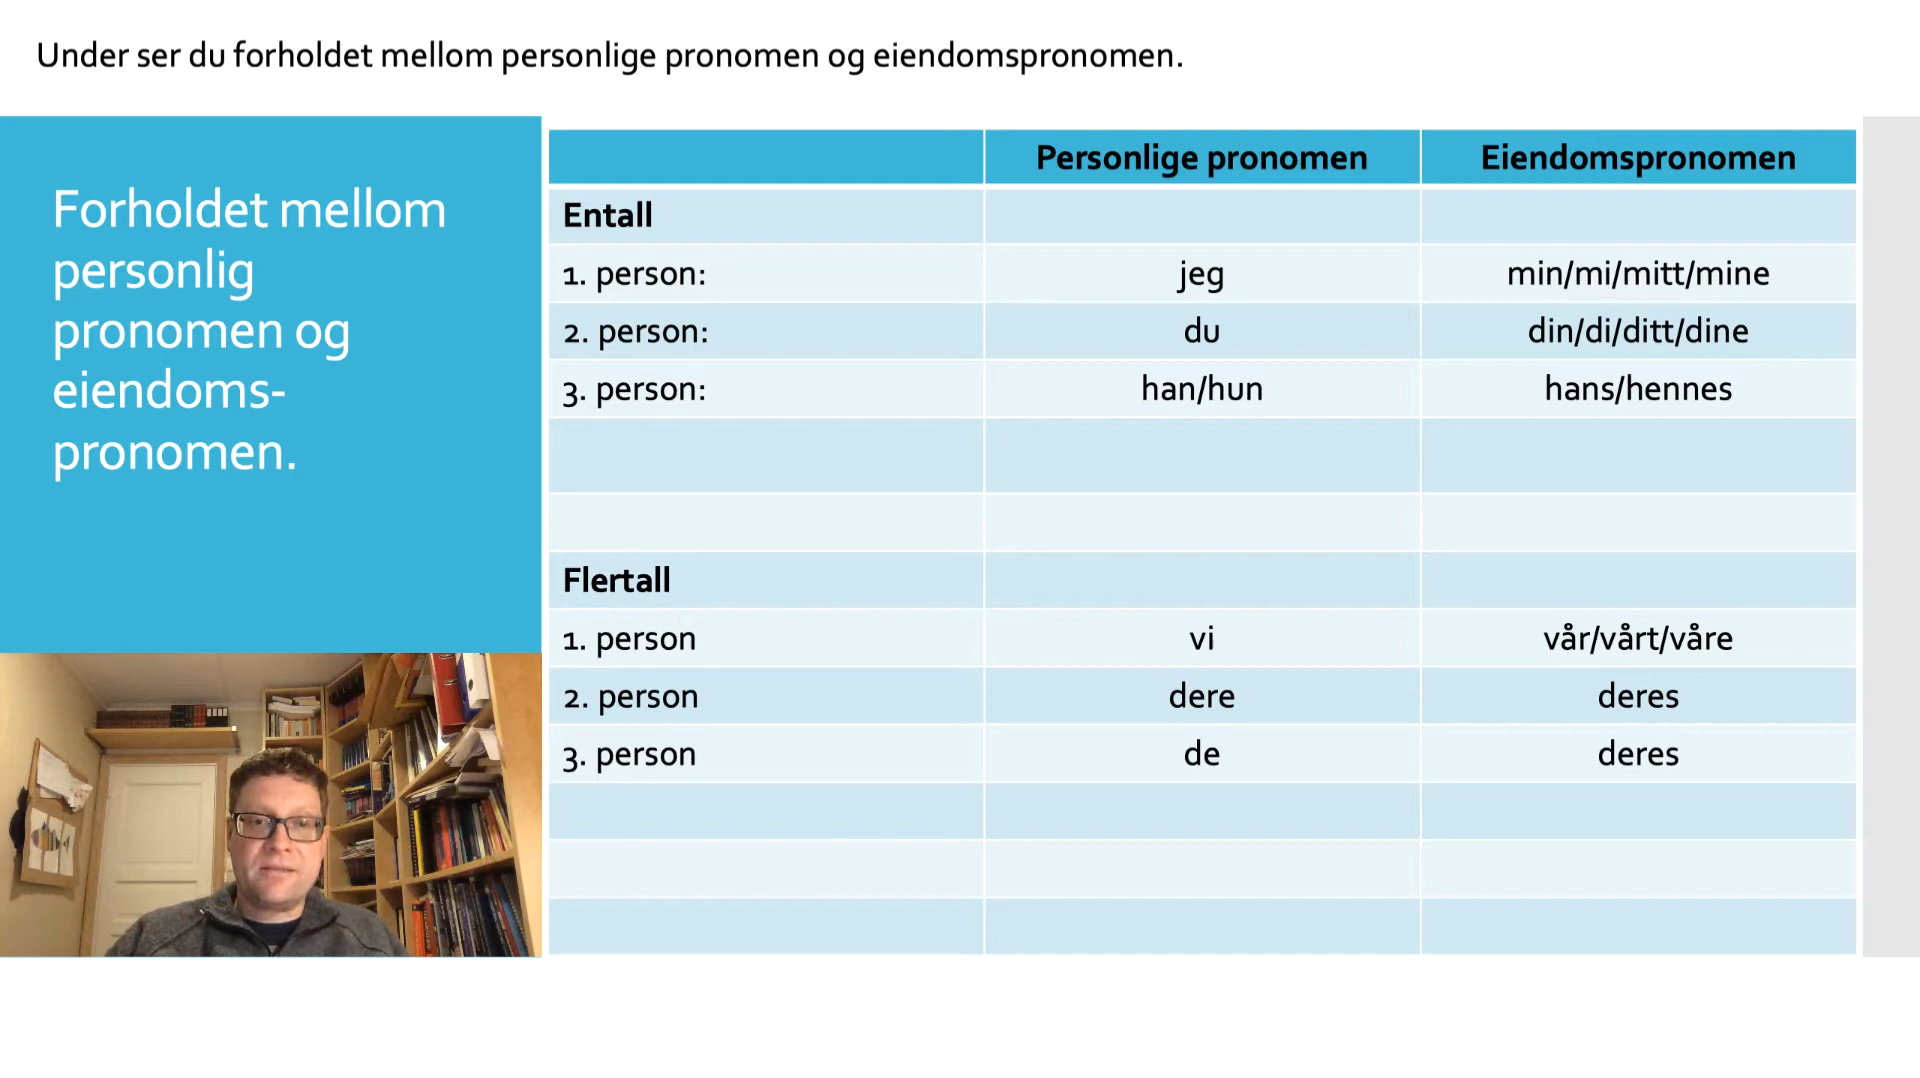 Under ser du forholdet mellom personlige pronomen og eiendomspronomen.
Forholdet mellom
personlig
pronomen og
eiendoms-
pronomen.
Personlige pronomen Eiendomspronomen
Entall
1. person: jeg min/mi/mitt/mine
2. person: du din/di/ditt/dine
3. person: han/hun hans/hennes
Flertall
1. person vi vår/vårt/våre
2. person dere deres
3. person de deres